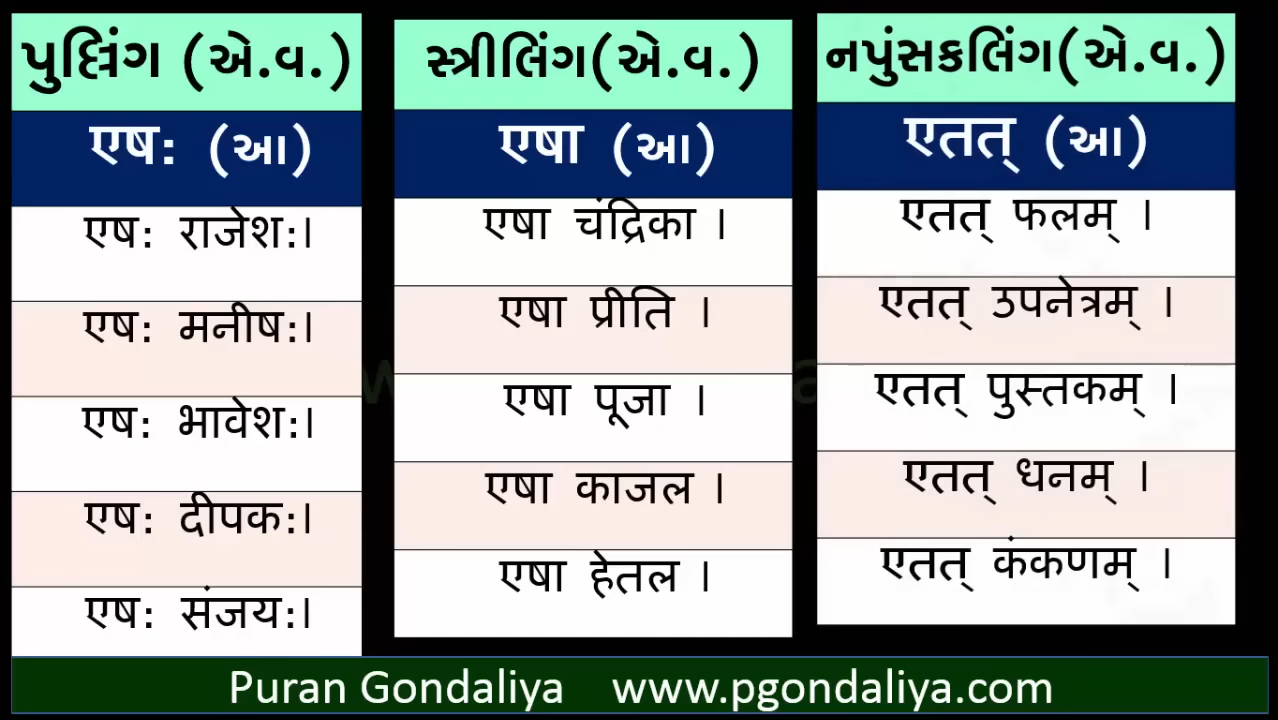 પુલ્લિંગ (એ.વ.)
एष: (આ)
एष: राजेश:।
एष: मनीष:।
एष: भावेश:।
एष: दीपक:।
एष: संजय:।
સ્ત્રીલિંગ(એ.વ.)
एषा (આ)
एषा चंद्रिका ।
एषा प्रीति ।
एषा पूजा ।
एषा काजल ।
एषा हेतल ।
નપુંસકલિંગ(એ.વ.)
एतत् (આ)
एतत् फलम् ।
एतत् उपनेत्रम् ।
एतत् पुस्तकम् ।
एतत् धनम् ।
एतत् कंकणम् ।
Puran Gondaliya www.pgondaliya.com